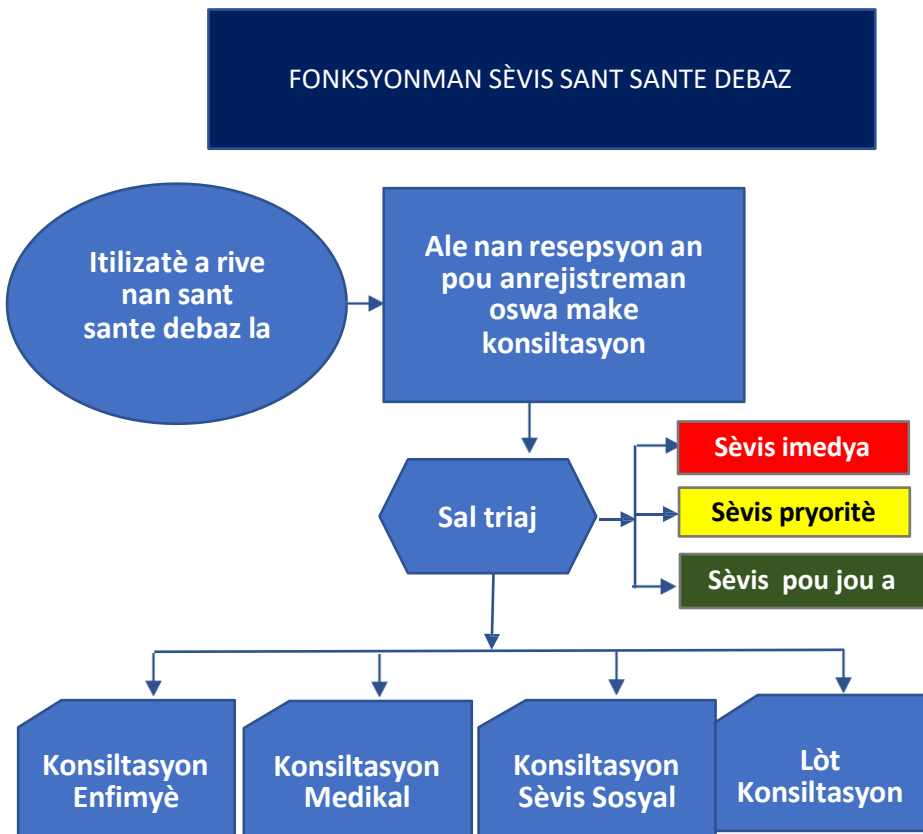 FONKSYONMAN SÈVIS SANT SANTE DEBAZ
Itilizatè a rive
nan sant
sante debaz la
Ale nan resepsyon an
pou anrejistreman
oswa make
konsiltasyon
Sal triaj
Sèvis imedya
Sèvis pryoritè
Sèvis pou jou a
Konsiltasyon
Enfimyè
Konsiltasyon
Medikal
Konsiltasyon
Sèvis Sosyal
Lòt
Konsiltasyon